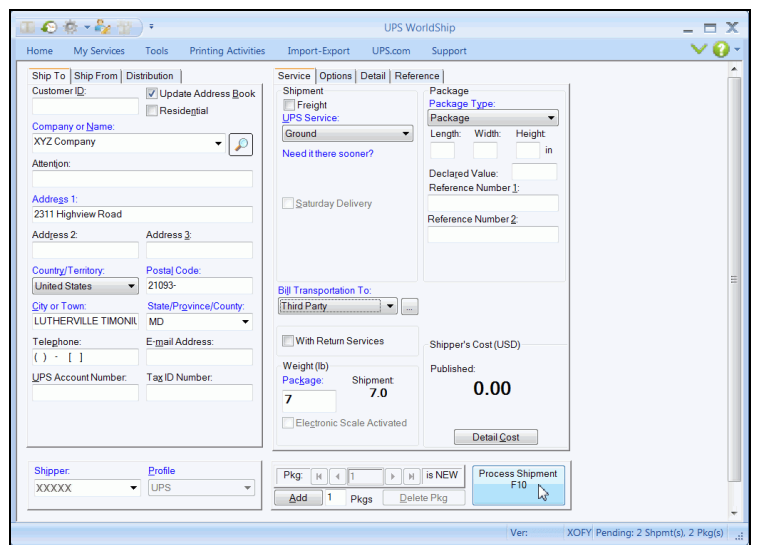 UPS WorldShip
Home My Services Tools Printing Activities Import-Export UPS.com Support
Ship To Ship From Distribution
Customer ID:
Update Address Book
Residential
Company or Name:
XYZ Company
Attention:
Address 1:
2311 Highview Road
Address 2: Address 3:
Country/Territory: Postal Code:
United States 21093-
City or Town: State/Province/County:
LUTHERVILLE TIMONIU MD
Telephone: E-mail Address:
( ) - [ ]
UPS Account Number: Tax ID Number:
Shipper: Profile
XXXXX UPS
Service Options Detail Reference
Shipment
Freight
UPS Service:
Ground
Need it there sooner?
Saturday Delivery
Bill Transportation To:
Third Party ...
With Return Services
Weight (lb)
Package: Shipment:
7 7.0
Electronic Scale Activated
Package
Package Type:
Package
Length: Width: Height:
in
Declared Value:
Reference Number 1:
Reference Number 2:
Shipper's Cost (USD)
Published:
0.00
Detail Cost
Pkg: 1 is NEW
Add 1 Pkgs Delete Pkg
Process Shipment
F10
Ver: XOFY Pending: 2 Shpmt(s), 2 Pkg(s)